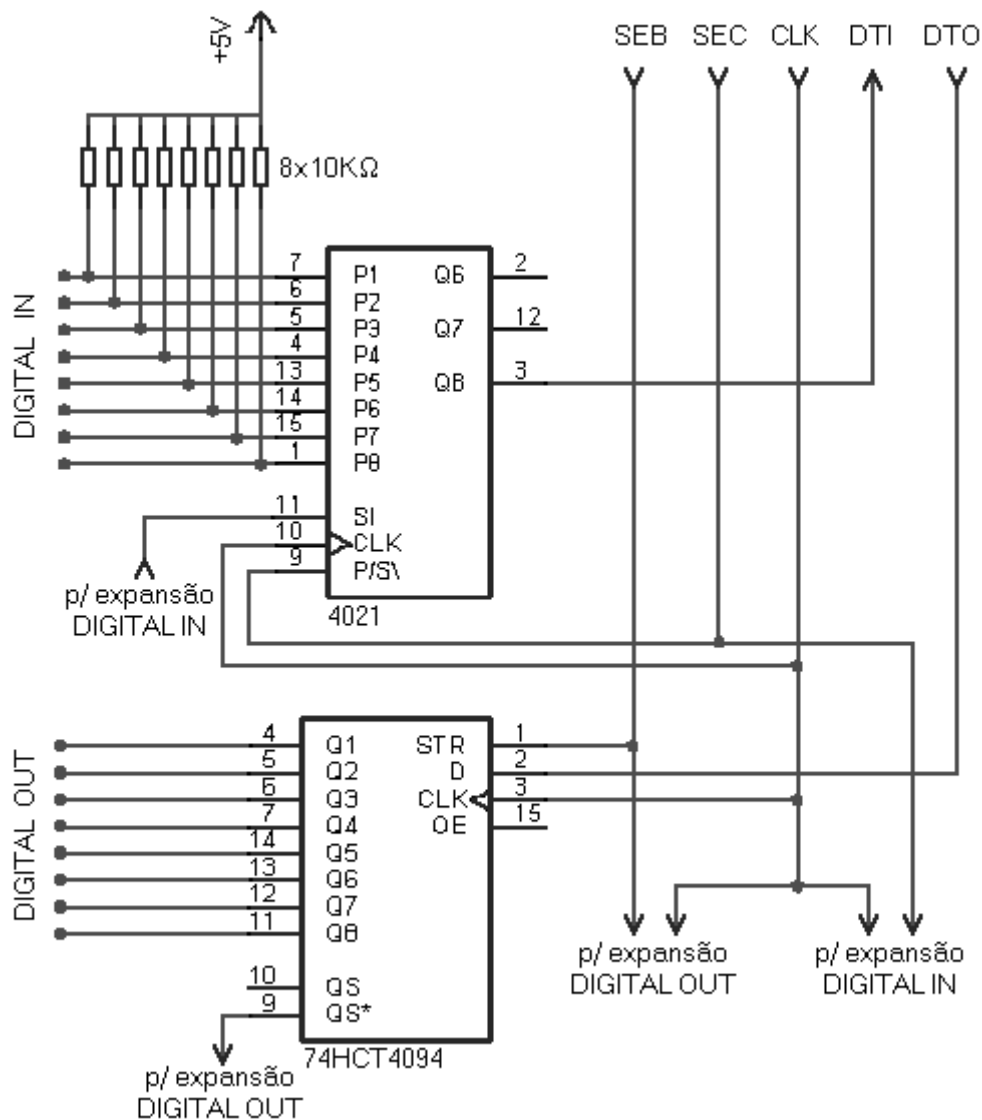 +5V
SEB SEC CLK DTI DTO
8x10KΩ
DIGITAL IN
7 P1 Q6 2
6 P2
5 P3 Q7 12
4 P4
13 P5 Q8 3
14 P6
15 P7
1 P8
11 SI
10 CLK
9 P/S\
p/ expansão
DIGITAL IN
4021
DIGITAL OUT
4 Q1 STR 1
5 Q2 D 2
6 Q3 CLK 3
7 Q4 OE 15
14 Q5
13 Q6
12 Q7
11 Q8
10 QS
9 QS*
74HCT4094
p/ expansão
DIGITAL OUT
p/ expansão
DIGITAL OUT
p/ expansão
DIGITAL IN